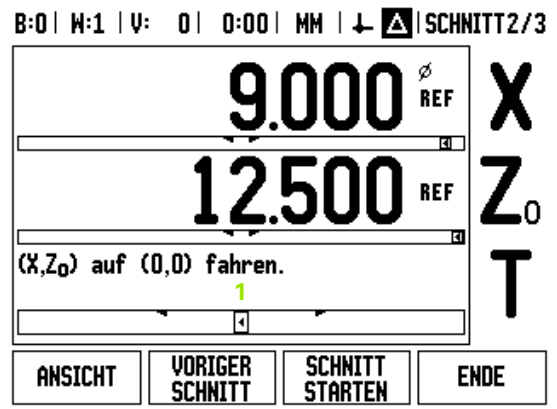 B:0| W:1 |V: 0| 0:00| MM | SCHNITT2/3
9.000 Ø REF X
12.500 REF Z0
(X,Z0) auf (0,0) fahren. T
1
ANSICHT VORIGER SCHNITT SCHNITT STARTEN ENDE